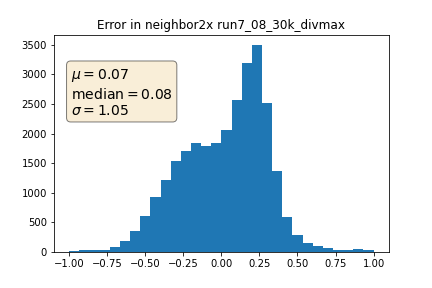 Error in neighbor2x run7_08_30k_divmax
3500
3000
2500
2000
1500
1000
500
0
μ = 0.07
median = 0.08
σ = 1.05
−1.00 −0.75 −0.50 −0.25 0.00 0.25 0.50 0.75 1.00